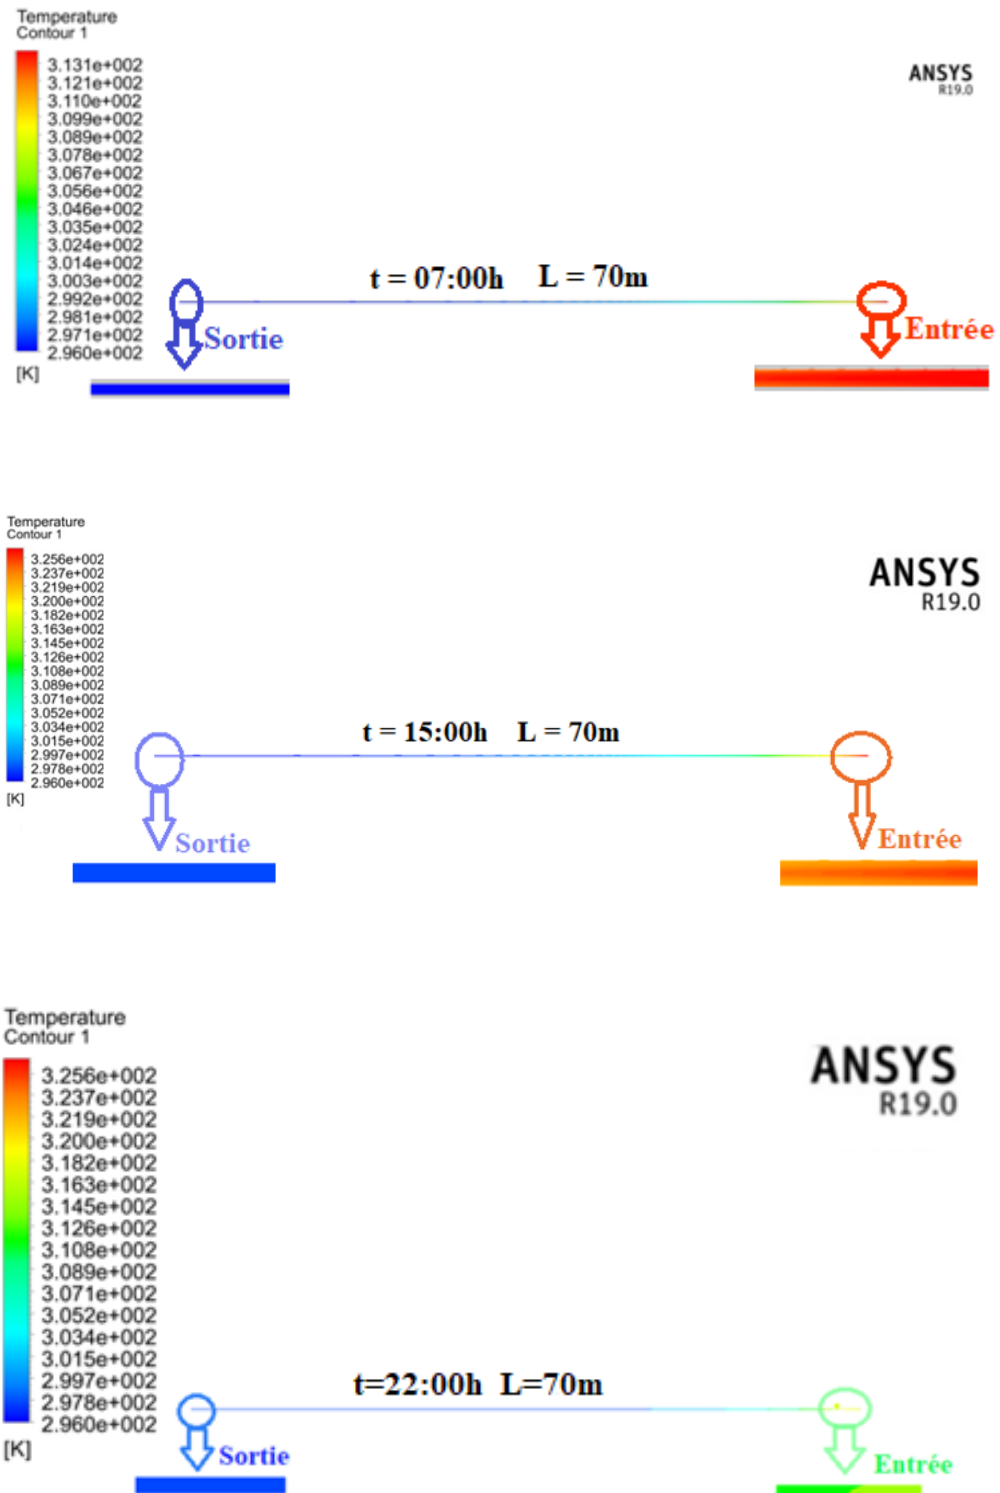 Temperature
Contour 1
3.131e+002
3.121e+002
3.110e+002
3.099e+002
3.089e+002
3.078e+002
3.067e+002
3.056e+002
3.046e+002
3.035e+002
3.024e+002
3.014e+002
3.003e+002
2.992e+002
2.981e+002
2.971e+002
2.960e+002
[K]
ANSYS
R19.0
t = 07:00h L = 70m
Sortie
Entrée
Temperature
Contour 1
3.256e+002
3.237e+002
3.219e+002
3.200e+002
3.182e+002
3.163e+002
3.145e+002
3.126e+002
3.108e+002
3.089e+002
3.071e+002
3.052e+002
3.034e+002
3.015e+002
2.997e+002
2.978e+002
2.960e+002
[K]
ANSYS
R19.0
t = 15:00h L = 70m
Sortie
Entrée
Temperature
Contour 1
3.256e+002
3.237e+002
3.219e+002
3.200e+002
3.182e+002
3.163e+002
3.145e+002
3.126e+002
3.108e+002
3.089e+002
3.071e+002
3.052e+002
3.034e+002
3.015e+002
2.997e+002
2.978e+002
2.960e+002
[K]
ANSYS
R19.0
t=22:00h L=70m
Sortie
Entrée